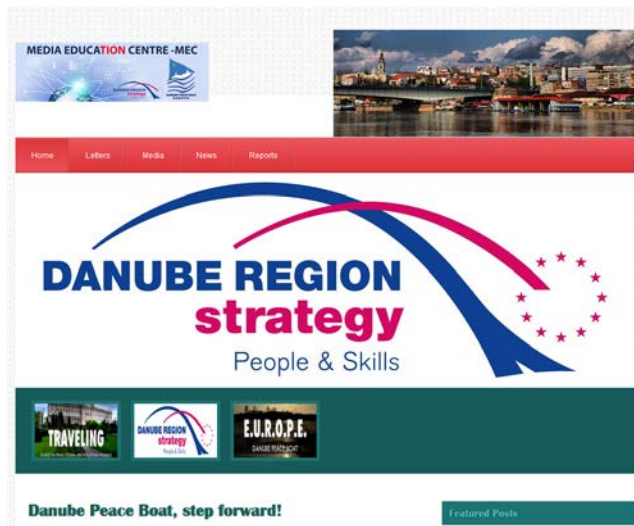 MEDIA EDUCATION CENTRE -MEC
Home
Letters
Media
News
Reports
DANUBE REGION
strategy
People & Skills
TRAVELING
DANUBE REGION
strategy
People & Skills
E.U.R.O.P.E.
DANUBE PEACE BOAT
Danube Peace Boat, step forward!
Featured Posts